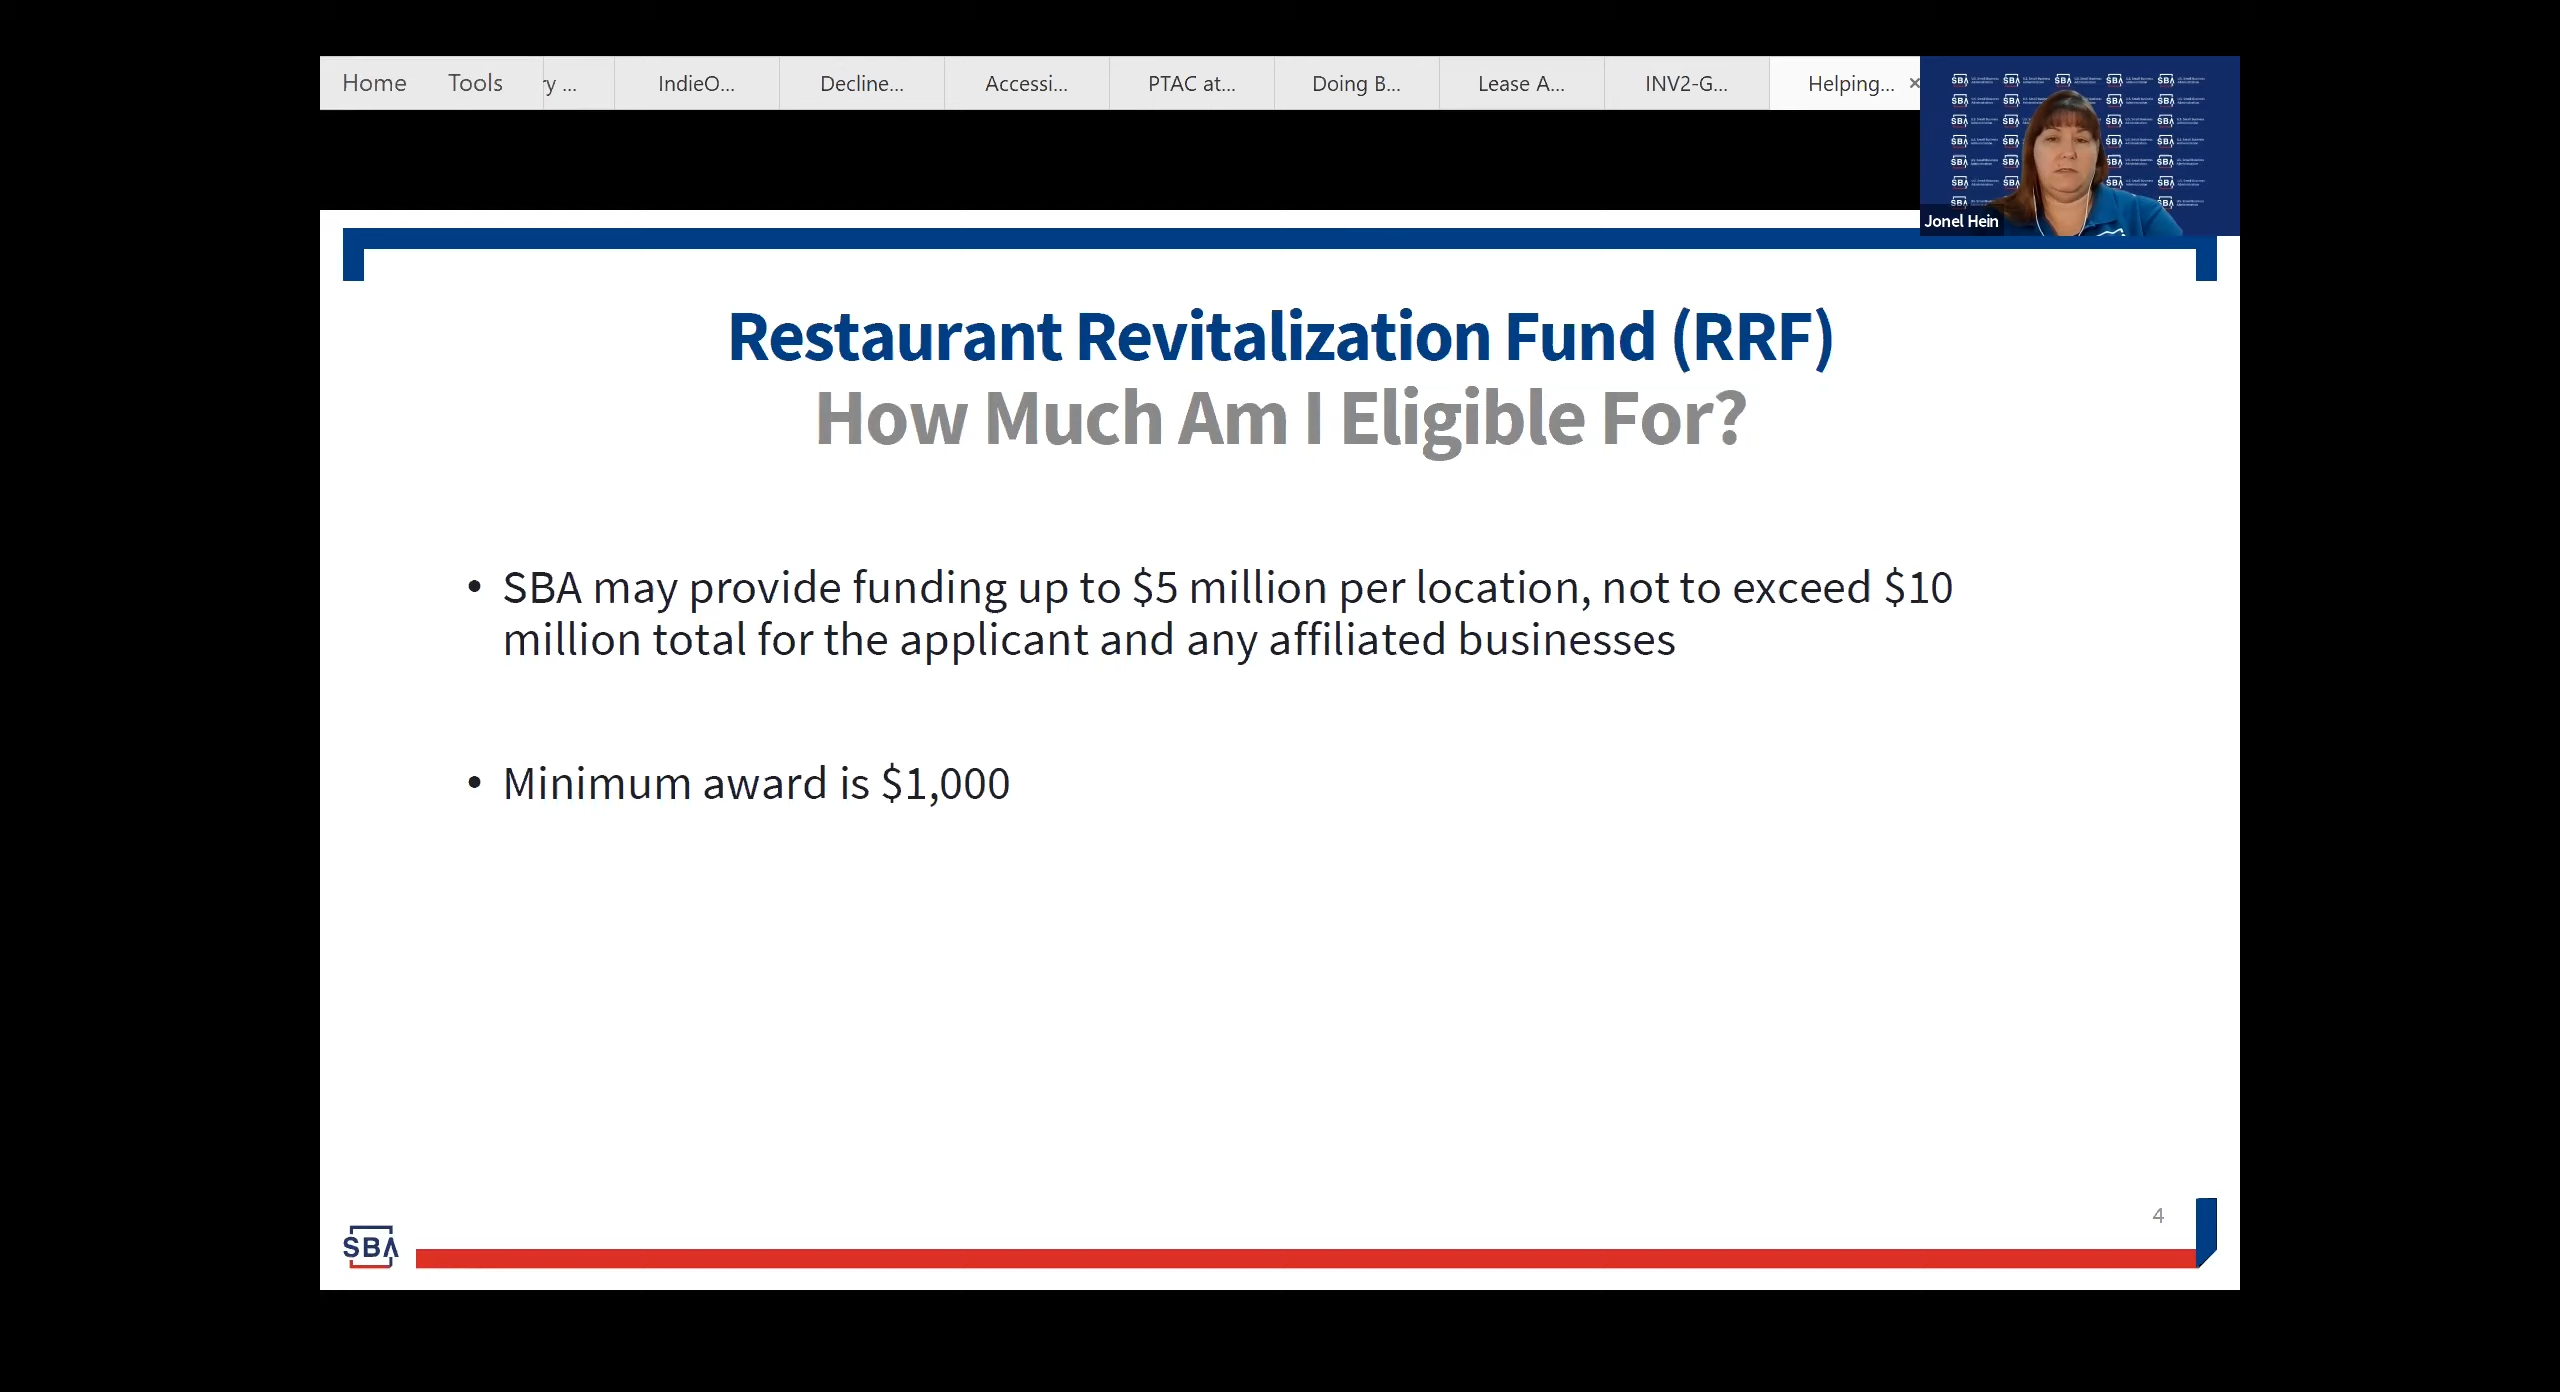 Home Tools ry ... IndieO... Decline... Accessi... PTAC at... Doing B... Lease A... INV2-G... Helping... ×
SBA
Jonel Hein
Restaurant Revitalization Fund (RRF)
How Much Am I Eligible For?
• SBA may provide funding up to $5 million per location, not to exceed $10
million total for the applicant and any affiliated businesses
• Minimum award is $1,000
4
SBA